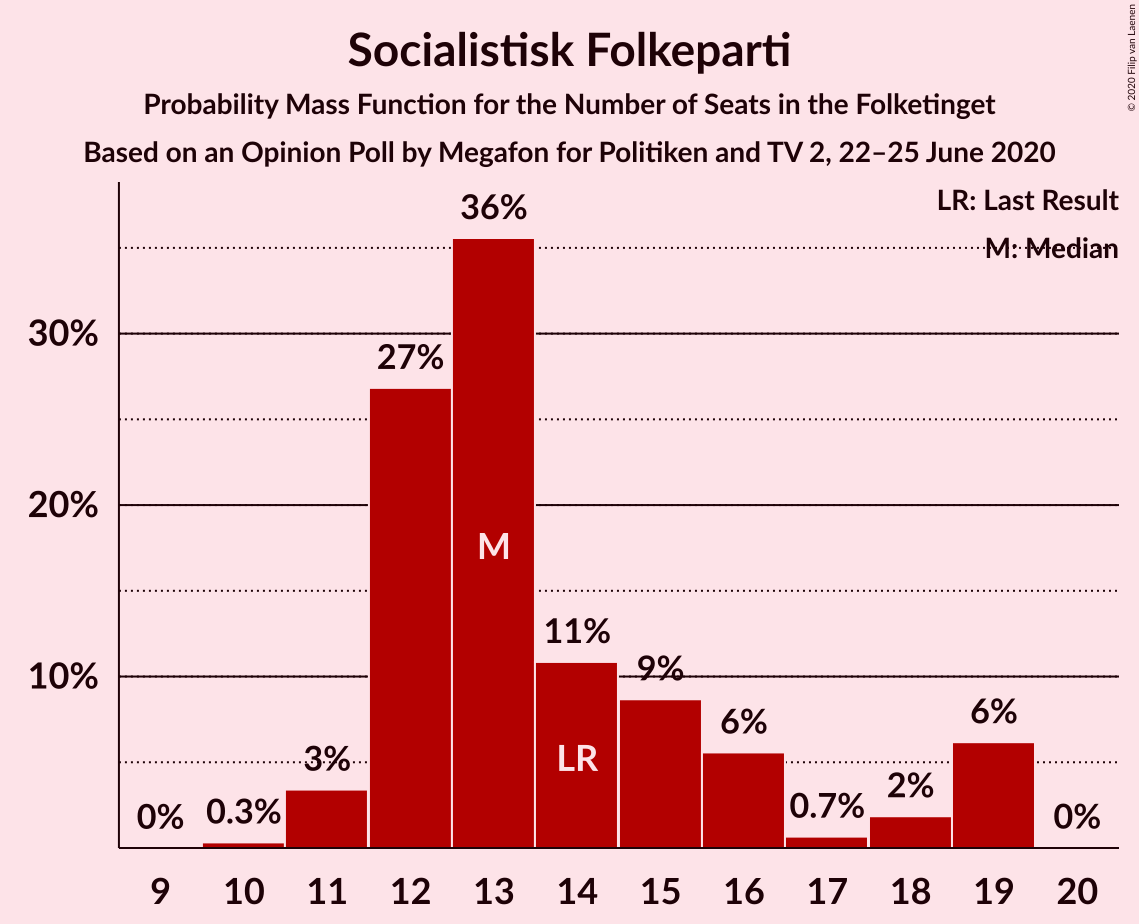 © 2020 Filip van Laenen
Socialistisk Folkeparti
Probability Mass Function for the Number of Seats in the Folketinget
Based on an Opinion Poll by Megafon for Politiken and TV 2, 22–25 June 2020
LR: Last Result
M: Median
36%
30%
27%
20%
M
11%
10%
9%
6%
6%
3%
LR
2%
0%
0.3%
0.7%
0%
9 10 11 12 13 14 15 16 17 18 19 20